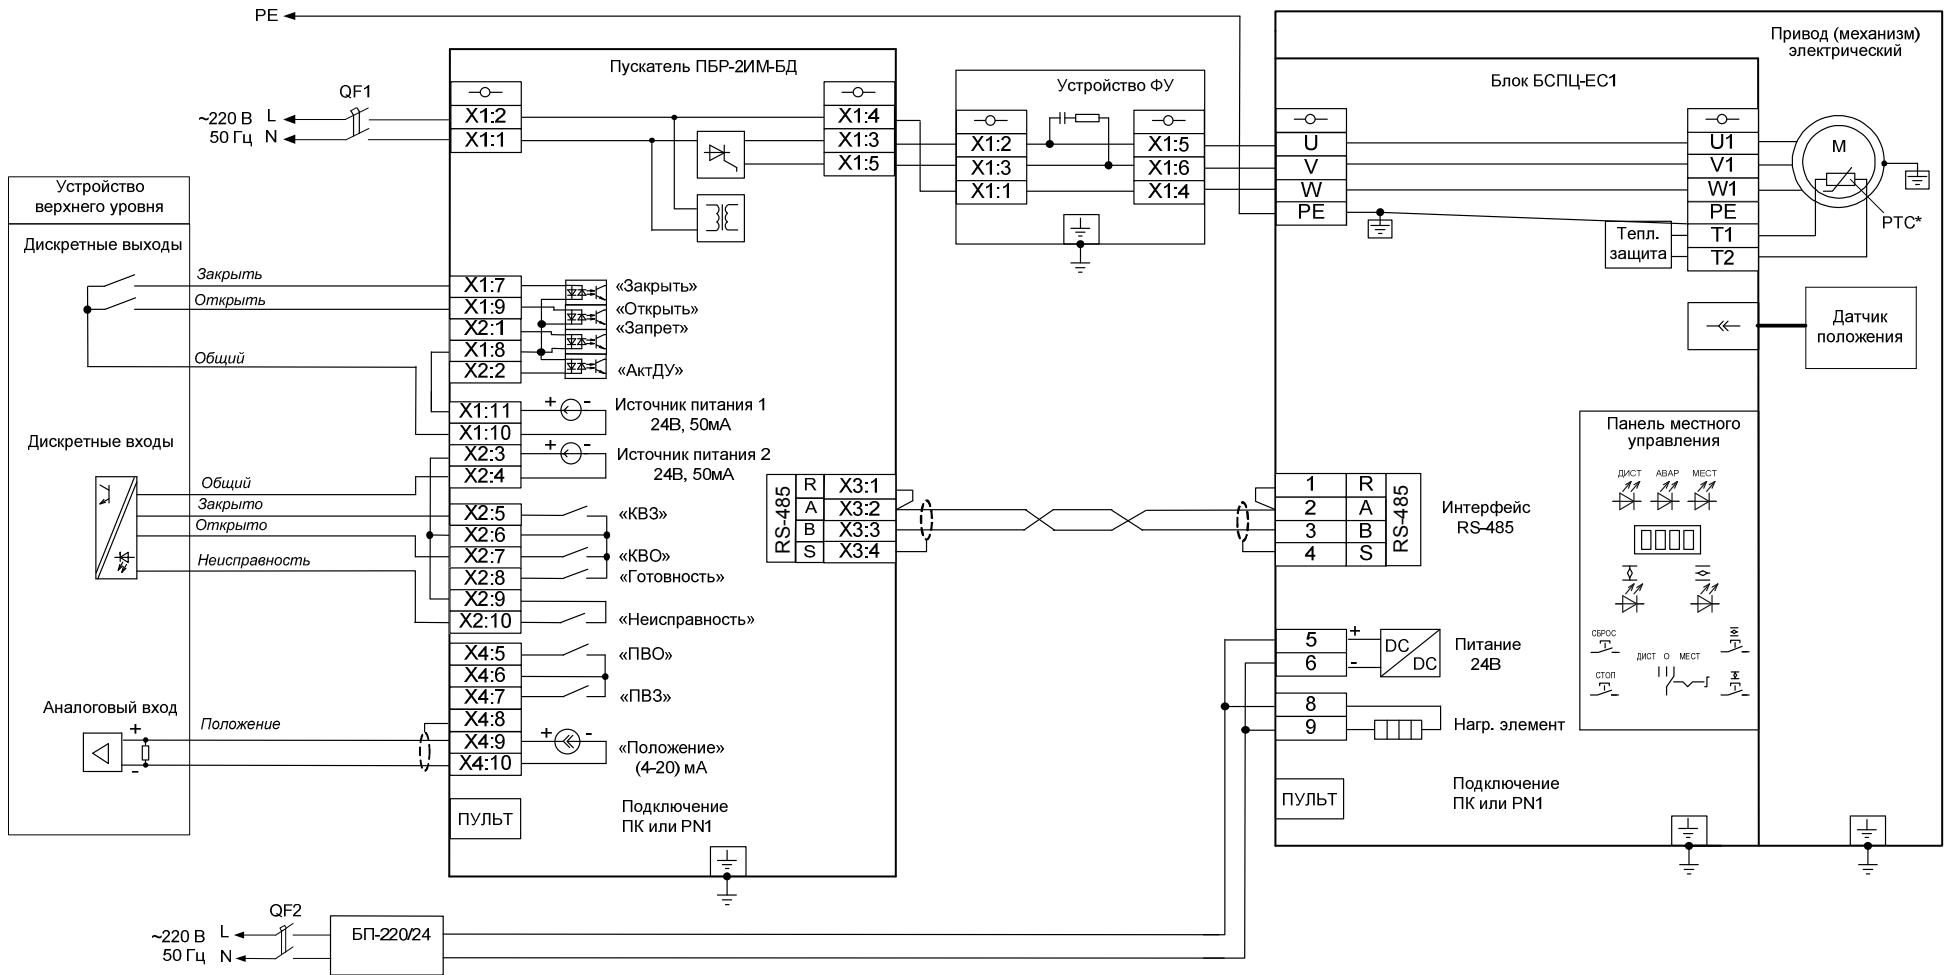 PE
Привод (механизм)
электрический
Пускатель ПБР-2ИМ-БД
Устройство ФУ
Блок БСПЦ-ЕС1
QF1
~220 В
50 Гц
L
N
X1:2
X1:1
X1:4
X1:3
X1:5
X1:2
X1:3
X1:1
X1:5
X1:6
X1:4
U
V
W
PE
U1
V1
W1
PE
T1
T2
M
РТС*
Тепл.
защита
Устройство
верхнего уровня
Дискретные выходы
Закрыть
Открыть
Общий
X1:7
X1:9
X2:1
X1:8
X2:2
«Закрыть»
«Открыть»
«Запрет»
«АктДУ»
Датчик
положения
X1:11
X1:10
X2:3
X2:4
+
-
Источник питания 1
24В, 50мА
+
-
Источник питания 2
24В, 50мА
Дискретные входы
Общий
Закрыто
Открыто
Неисправность
X2:5
X2:6
X2:7
X2:8
X2:9
X2:10
«КВЗ»
«КВО»
«Готовность»
«Неисправность»
RS-485
R
A
B
S
X3:1
X3:2
X3:3
X3:4
1
2
3
4
R
A
B
S
RS-485
Интерфейс
RS-485
Панель местного
управления
ДИСТ
АВАР
МЕСТ
СБРОС
СТОП
ДИСТ О МЕСТ
X4:5
X4:6
X4:7
X4:8
X4:9
X4:10
«ПВО»
«ПВЗ»
+
-
«Положение»
(4-20) мА
Аналоговый вход
Положение
+
-
5
6
+
-
DC
DC
Питание
24В
8
9
Нагр. элемент
ПУЛЬТ
Подключение
ПК или PN1
ПУЛЬТ
Подключение
ПК или PN1
QF2
~220 В
50 Гц
L
N
БП-220/24